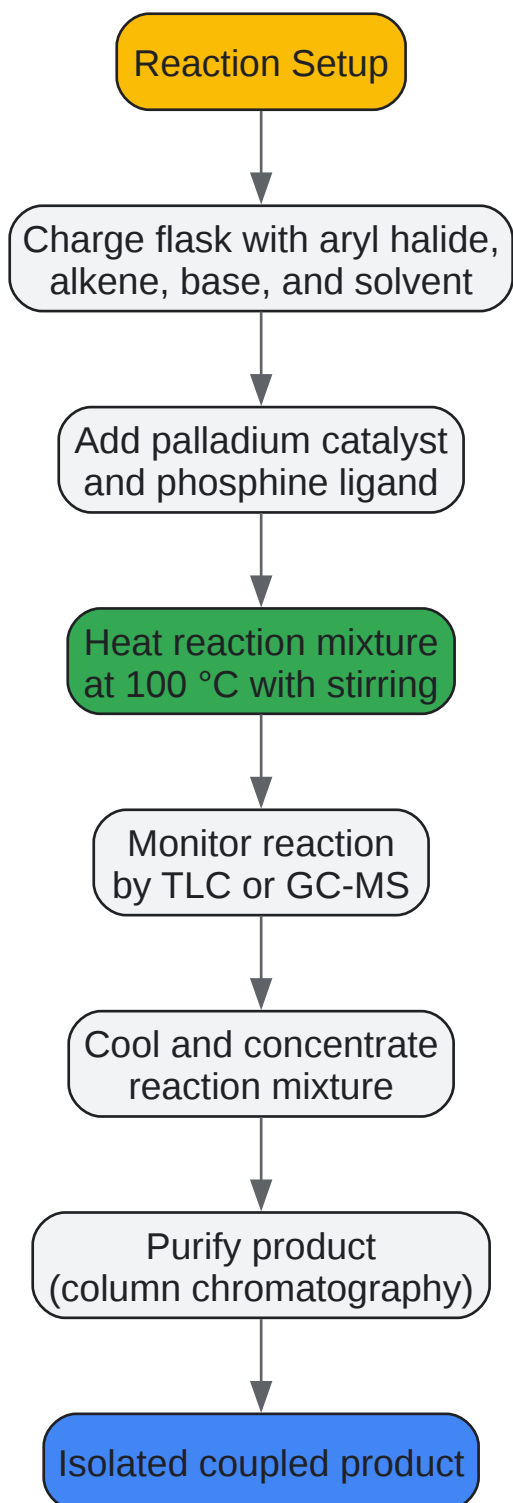 Reaction Setup
Charge flask with aryl halide,
alkene, base, and solvent
Add palladium catalyst
and phosphine ligand
Heat reaction mixture
at 100 °C with stirring
Monitor reaction
by TLC or GC-MS
Cool and concentrate
reaction mixture
Purify product
(column chromatography)
Isolated coupled product